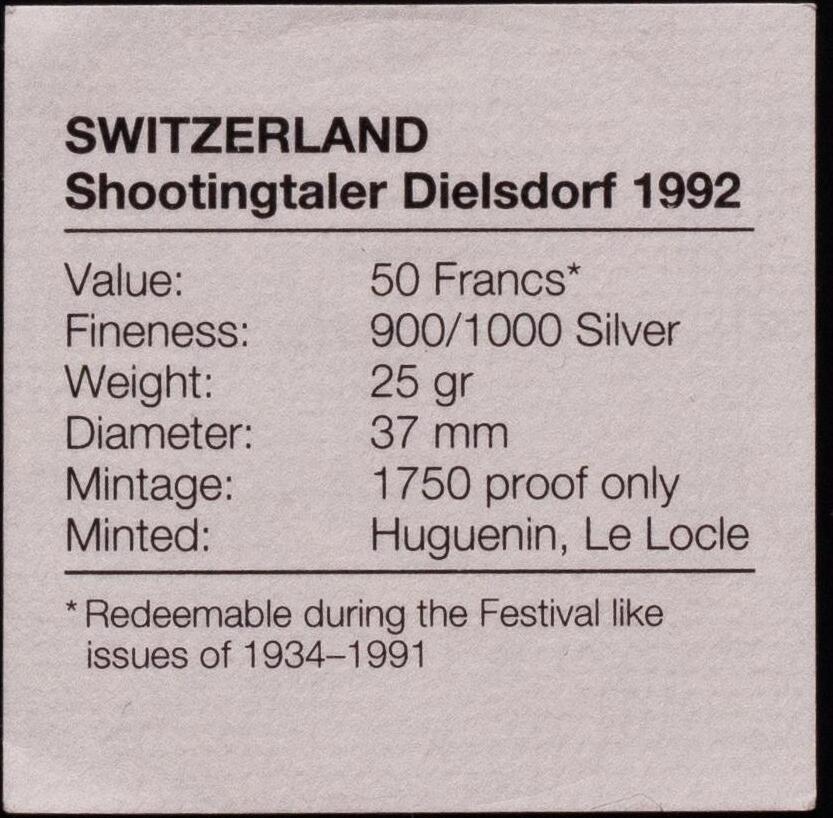 SWITZERLAND
Shootingtaler Dielsdorf 1992
Value: 50 Francs*
Fineness: 900/1000 Silver
Weight: 25 gr
Diameter: 37 mm
Mintage: 1750 proof only
Minted: Huguenin, Le Locle
* Redeemable during the Festival like
issues of 1934–1991